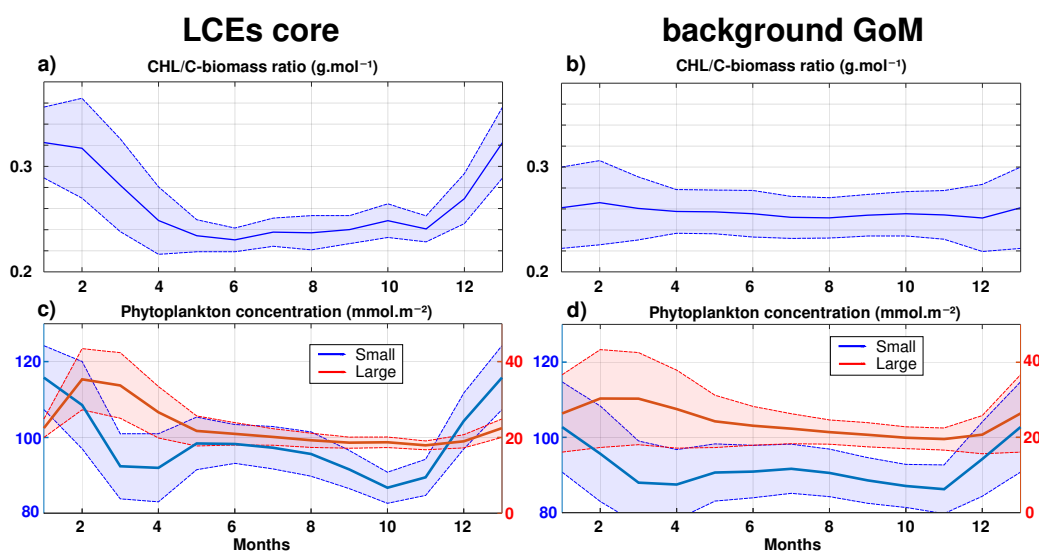 LCEs core
background GoM
a)
CHL/C-biomass ratio (g.mol⁻¹)
b)
CHL/C-biomass ratio (g.mol⁻¹)
0.3
0.2
2 4 6 8 10 12
0.3
0.2
2 4 6 8 10 12
c)
Phytoplankton concentration (mmol.m⁻²)
d)
Phytoplankton concentration (mmol.m⁻²)
120
100
80
Small
Large
40
20
0
2 4 6 8 10 12
Months
120
100
80
Small
Large
40
20
0
2 4 6 8 10 12
Months